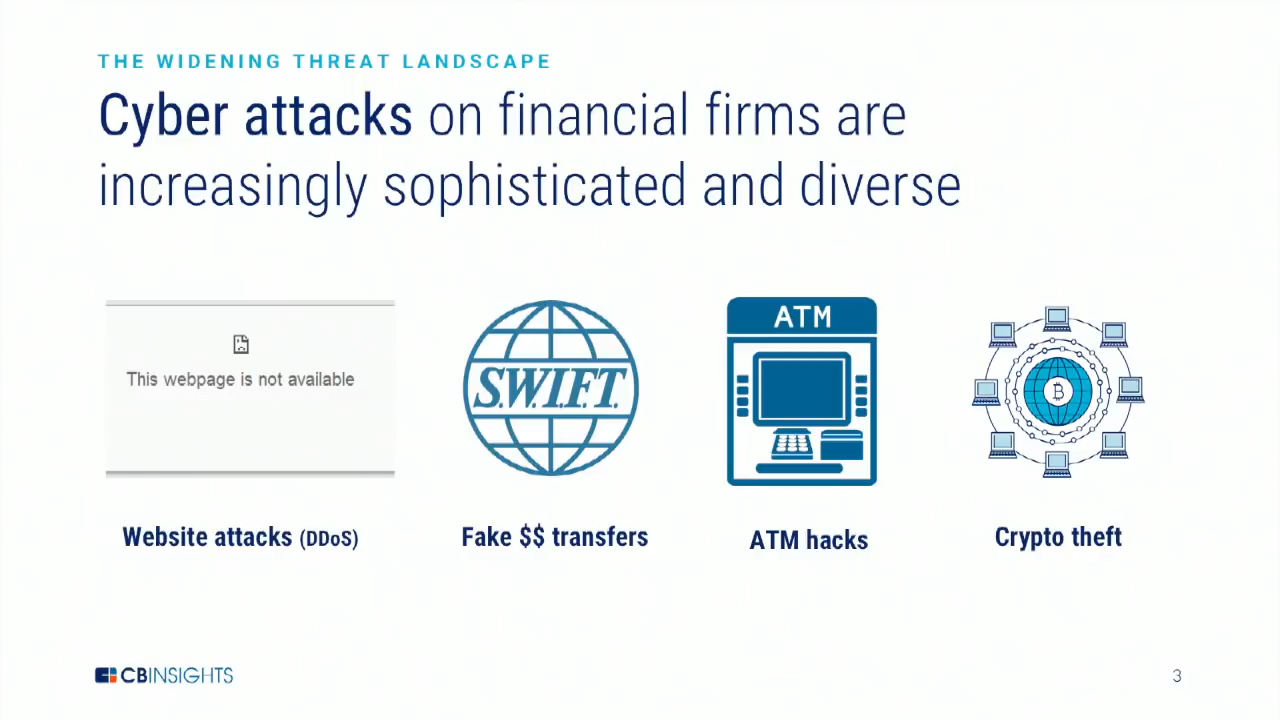 THE WIDENING THREAT LANDSCAPE
Cyber attacks on financial firms are
increasingly sophisticated and diverse
This webpage is not available
S.W.I.F.T.
ATM
Website attacks (DDoS)
Fake $$ transfers
ATM hacks
Crypto theft
CBINSIGHTS
3